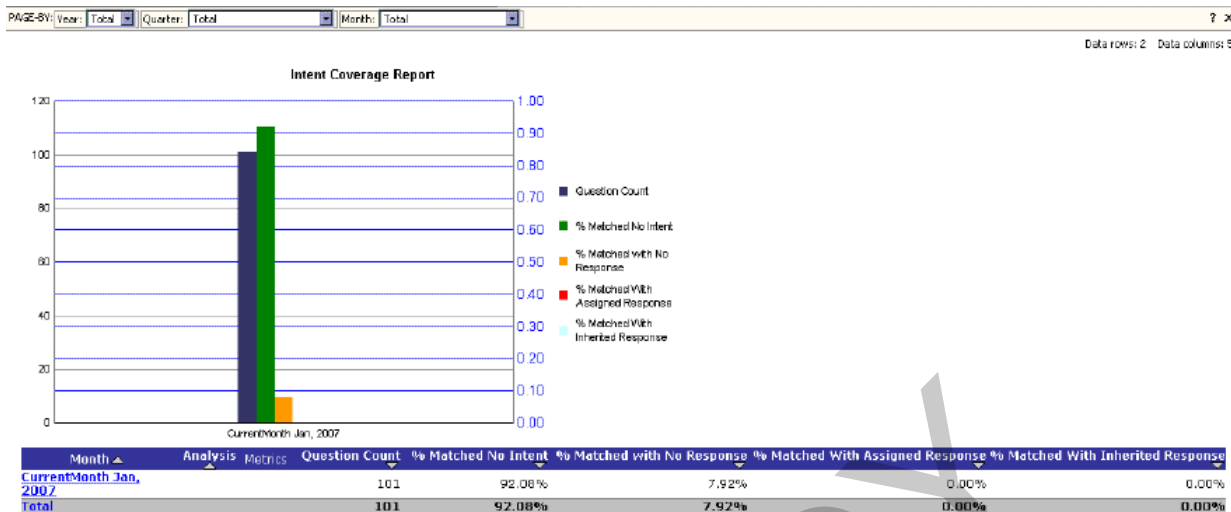 PAGE-BY: Year: Total Quarter: Total Month: Total ? x
Data rows: 2 Data columns: 5
Intent Coverage Report
120 1.00
0.90
100
0.80
0.70
80
0.60
60 0.50
0.40
40
0.30
20 0.20
0.10
0 0.00
Question Count
% Matched No Intent
% Matched with No
Response
% Matched With
Assigned Response
% Matched With
Inherited Response
CurrentMonth Jan, 2007
Month Analysis Metrics Question Count % Matched No Intent % Matched with No Response % Matched With Assigned Response % Matched With Inherited Response
CurrentMonth Jan,
2007 101 92.08% 7.92% 0.00% 0.00%
Total 101 92.08% 7.92% 0.00% 0.00%